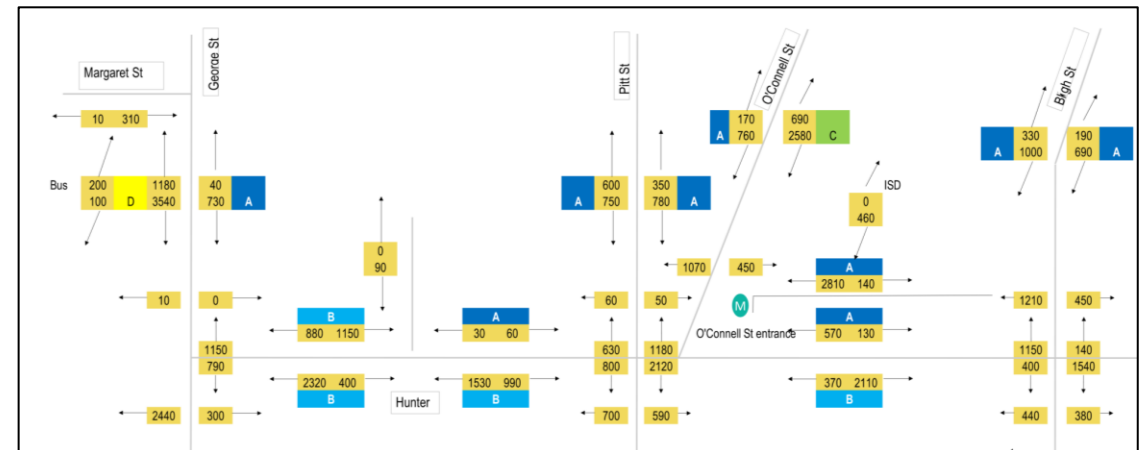 Margaret St
George St
Pitt St
O'Connell St
Bligh St
10 310
170
A 760
690
2580 C
330
A 1000
190
690 A
Bus
200
100
D
1180
3540
40
730 A
600
A 750
350
780 A
ISD
0
460
0
90
1070 450
A
2810 140
10 0
60 50
M
O'Connell St entrance
1210 450
B
880 1150
A
30 60
A
570 130
1150
790
630
800
1180
2120
1150
400
140
1540
2320 400
B
Hunter
1530 990
B
370 2110
B
2440 300
700 590
440 380